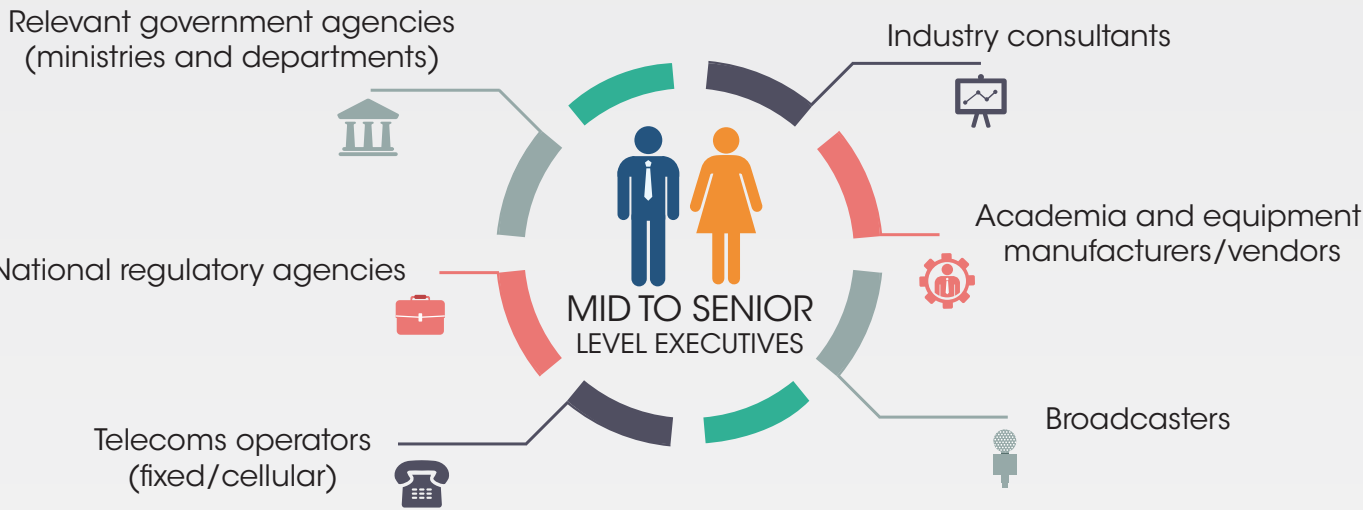 Relevant government agencies
(ministries and departments)
Industry consultants
Academia and equipment
manufacturers/vendors
National regulatory agencies
MID TO SENIOR
LEVEL EXECUTIVES
Broadcasters
Telecoms operators
(fixed/cellular)